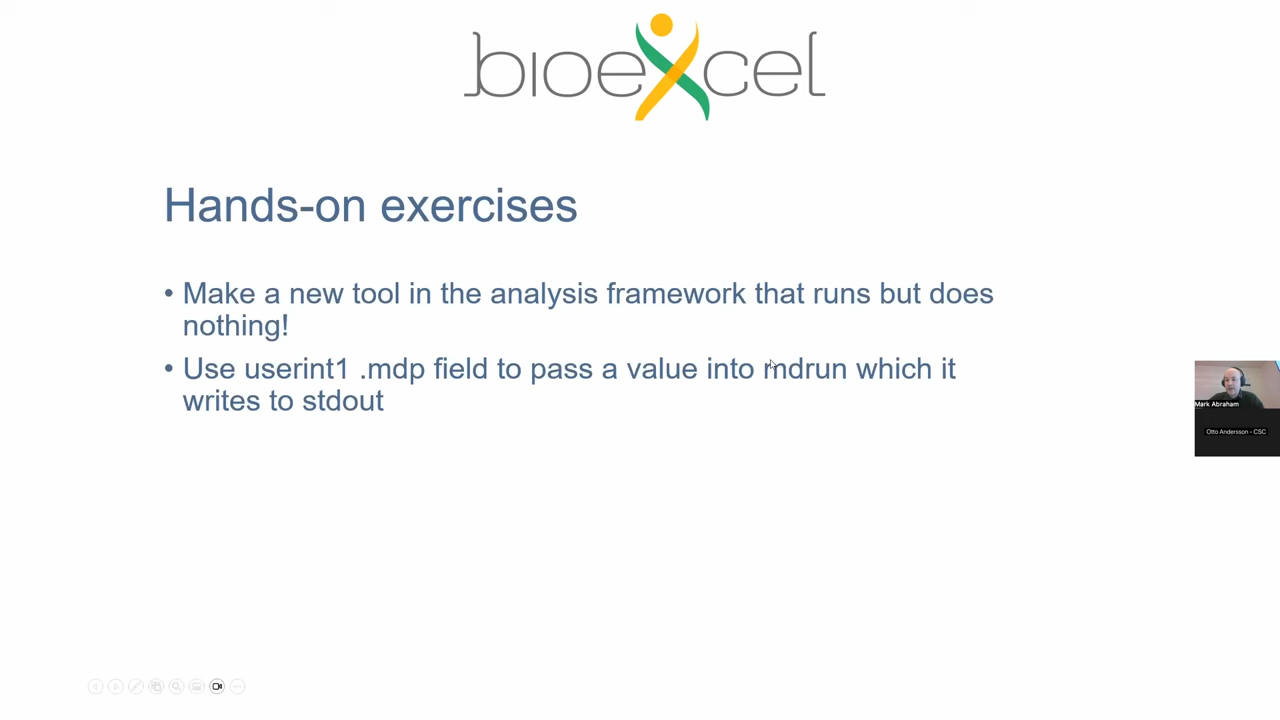 bioexcel
Hands-on exercises
• Make a new tool in the analysis framework that runs but does
nothing!
• Use userint1 .mdp field to pass a value into mdrun which it
writes to stdout
Mark Abraham
Otto Andersson - CSC